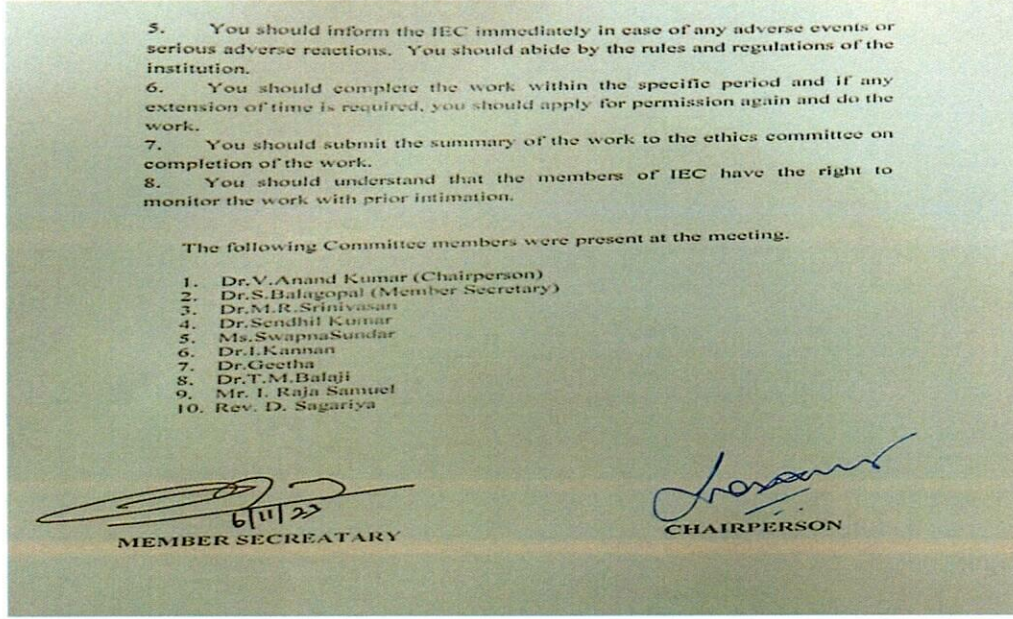 5. You should inform the IEC immediately in case of any adverse events or
serious adverse reactions. You should abide by the rules and regulations of the
institution.
6. You should complete the work within the specific period and if any
extension of time is required, you should apply for permission again and do the
work.
7. You should submit the summary of the work to the ethics committee on
completion of the work.
8. You should understand that the members of IEC have the right to
monitor the work with prior intimation.
The following Committee members were present at the meeting.
1. Dr.V.Anand Kumar (Chairperson)
2. Dr.S.Balagopal (Member Secretary)
3. Dr.M.R.Srinivasan
4. Dr.Sendhil Kumar
5. Ms.SwapnaSundar
6. Dr.I.Kannan
7. Dr.Geetha
8. Dr.T.M.Balaji
9. Mr. I. Raja Samuel
10. Rev. D. Sagariya
6/11/23
MEMBER SECREATARY
CHAIRPERSON